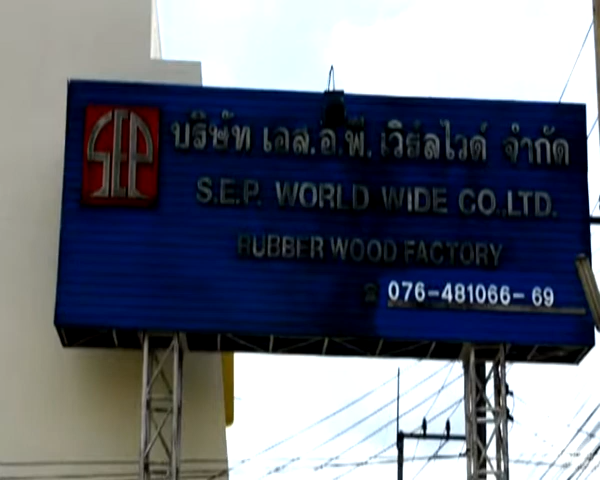 SEP
บริษัท เอส.อี.พี. เวิร์ลไวด์ จำกัด
S.E.P. WORLD WIDE CO.,LTD.
RUBBER WOOD FACTORY
☎ 076-481066-69